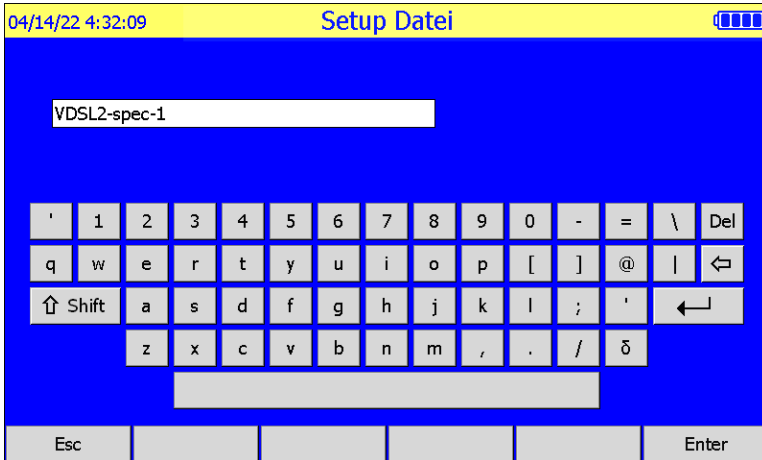 04/14/22 4:32:09 Setup Datei
VDSL2-spec-1
' 1 2 3 4 5 6 7 8 9 0 - = \ Del
q w e r t y u i o p [ ] @ | ⇦
⇧ Shift a s d f g h j k l ; ' ↵
z x c v b n m , . / δ
Esc Enter